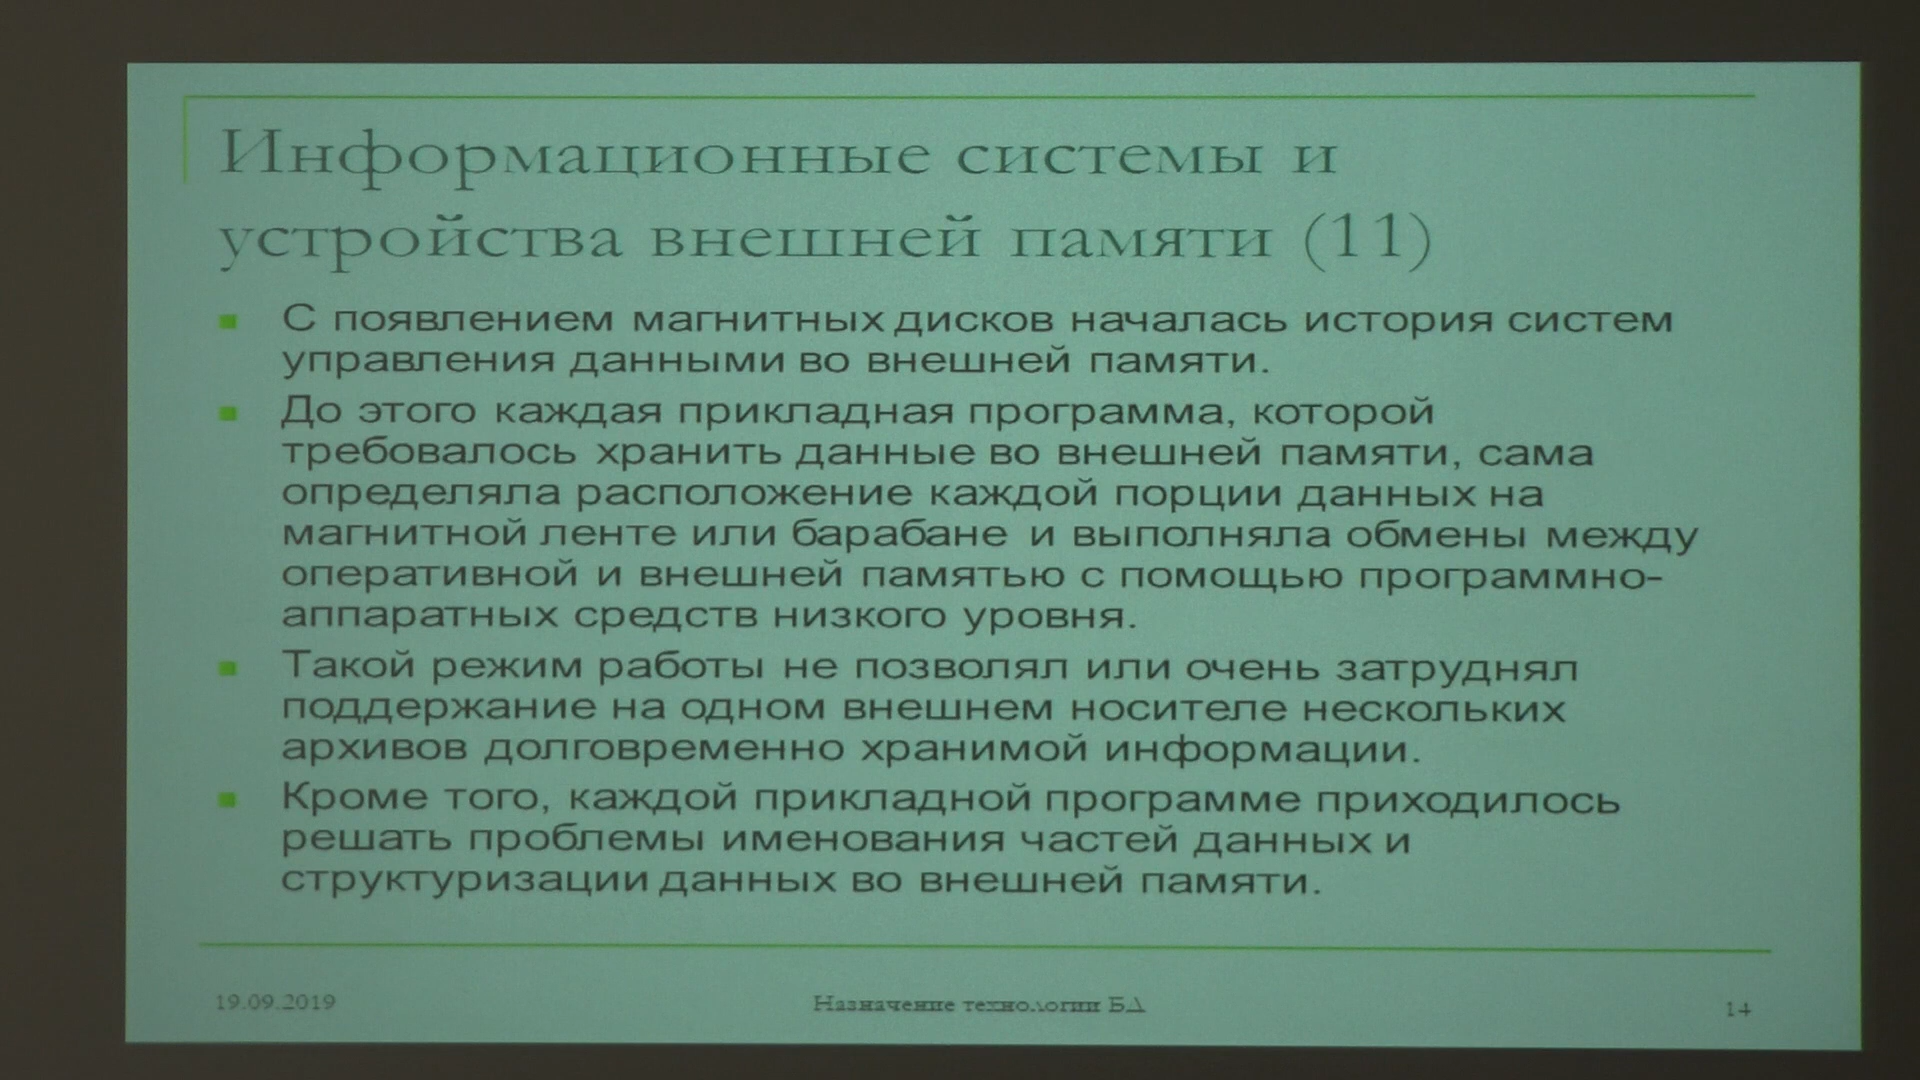 Информационные системы и
устройства внешней памяти (11)
С появлением магнитных дисков началась история систем
управления данными во внешней памяти.
До этого каждая прикладная программа, которой
требовалось хранить данные во внешней памяти, сама
определяла расположение каждой порции данных на
магнитной ленте или барабане и выполняла обмены между
оперативной и внешней памятью с помощью программно-
аппаратных средств низкого уровня.
Такой режим работы не позволял или очень затруднял
поддержание на одном внешнем носителе нескольких
архивов долговременно хранимой информации.
Кроме того, каждой прикладной программе приходилось
решать проблемы именования частей данных и
структуризации данных во внешней памяти.
19.09.2019
Назначение технологии БД
14